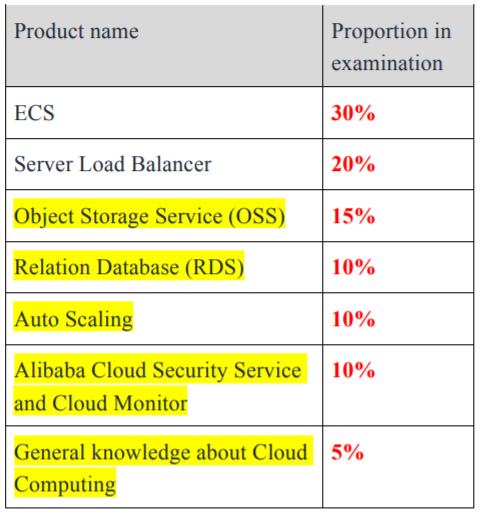 Product name
Proportion in
examination
ECS
30%
Server Load Balancer
20%
Object Storage Service (OSS)
15%
Relation Database (RDS)
10%
Auto Scaling
10%
Alibaba Cloud Security Service
and Cloud Monitor
10%
General knowledge about Cloud
Computing
5%